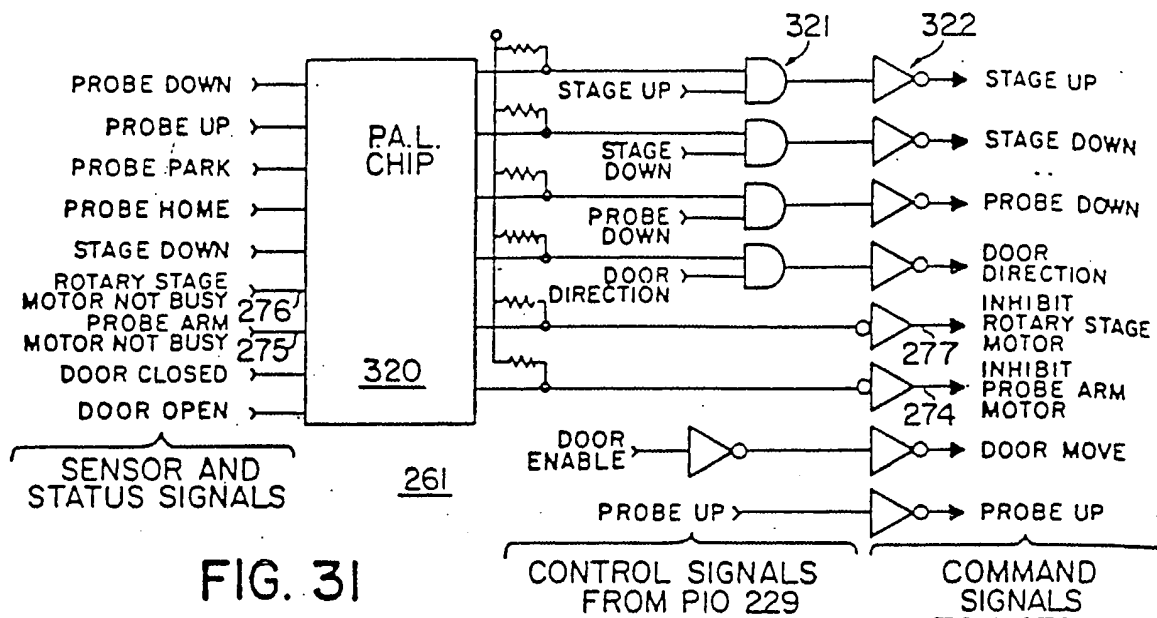 PROBE DOWN
PROBE UP
PROBE PARK
PROBE HOME
STAGE DOWN
ROTARY STAGE
MOTOR NOT BUSY
276
PROBE ARM
MOTOR NOT BUSY
275
DOOR CLOSED
DOOR OPEN
SENSOR AND
STATUS SIGNALS
P.A.L.
CHIP
320
261
321
322
STAGE UP
STAGE
DOWN
PROBE
DOWN
DOOR
DIRECTION
DOOR
ENABLE
PROBE UP
CONTROL SIGNALS
FROM PIO 229
STAGE UP
STAGE DOWN
PROBE DOWN
DOOR
DIRECTION
INHIBIT
ROTARY STAGE
MOTOR
277
INHIBIT
PROBE ARM
MOTOR
274
DOOR MOVE
PROBE UP
COMMAND
SIGNALS
FIG. 31